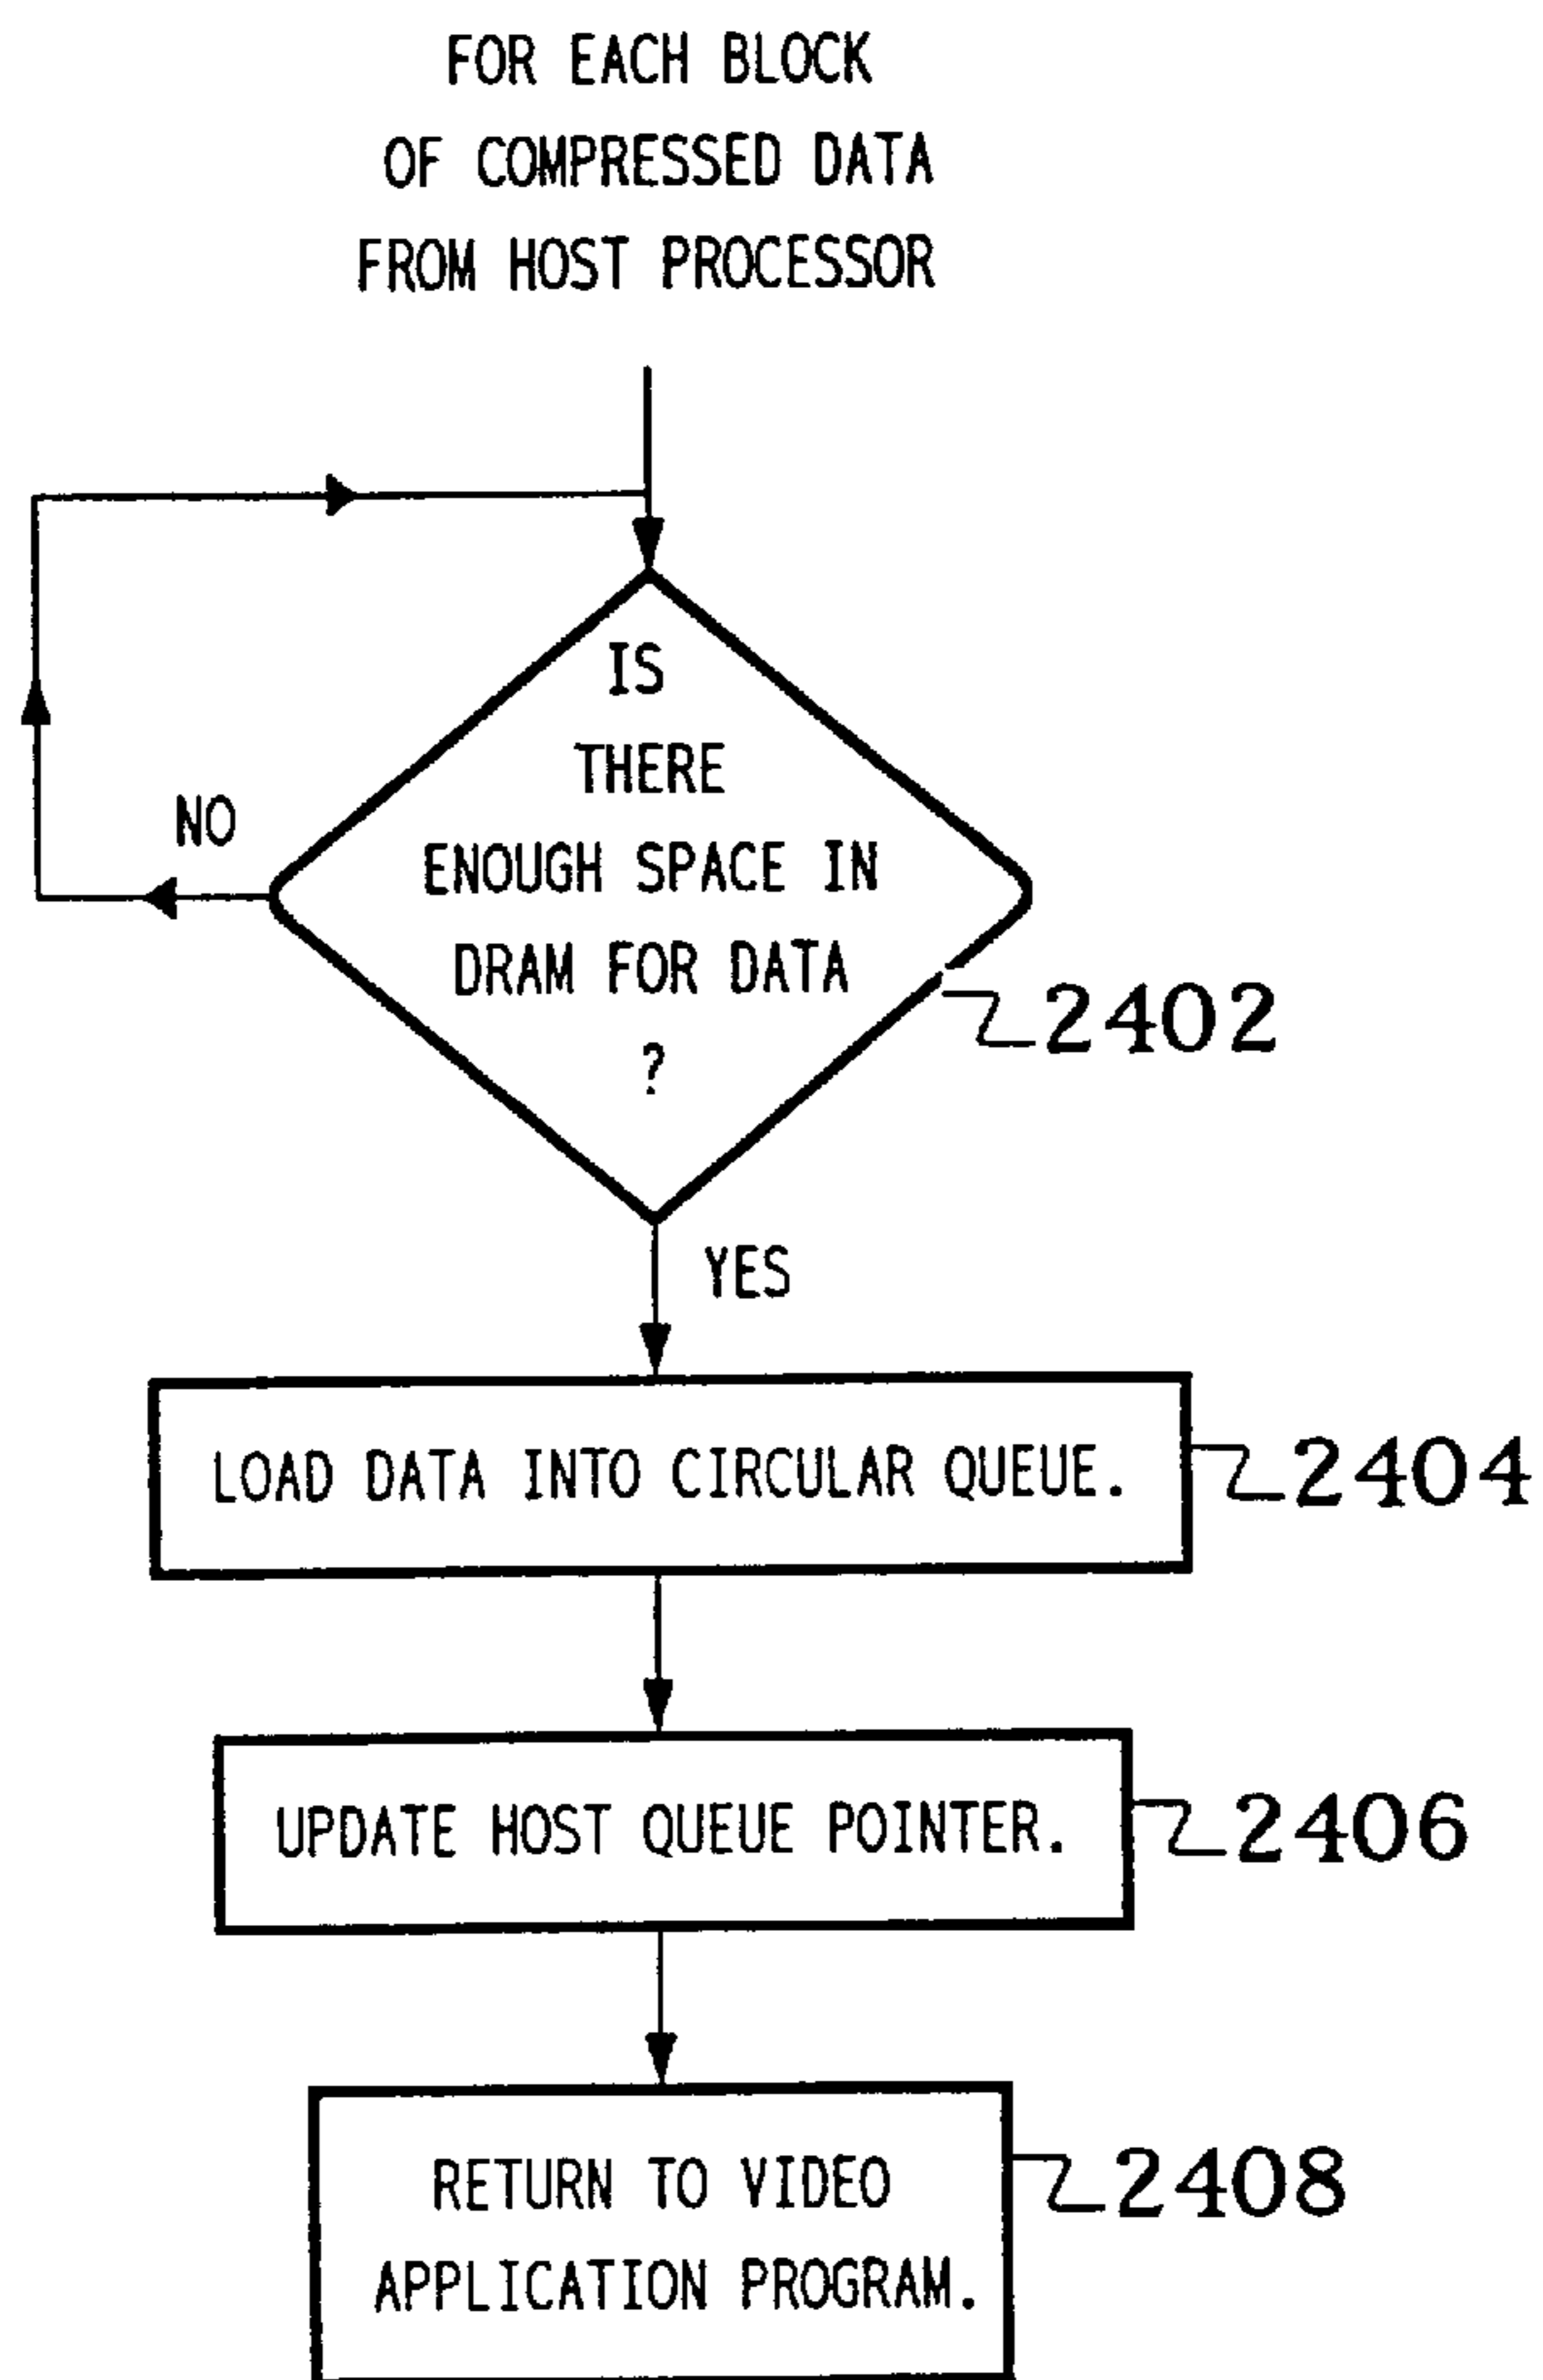 FOR EACH BLOCK
OF COMPRESSED DATA
FROM HOST PROCESSOR
IS
THERE
ENOUGH SPACE IN
DRAM FOR DATA
?
NO
2402
YES
LOAD DATA INTO CIRCULAR QUEUE.
2404
UPDATE HOST QUEUE POINTER.
2406
RETURN TO VIDEO
APPLICATION PROGRAM.
2408